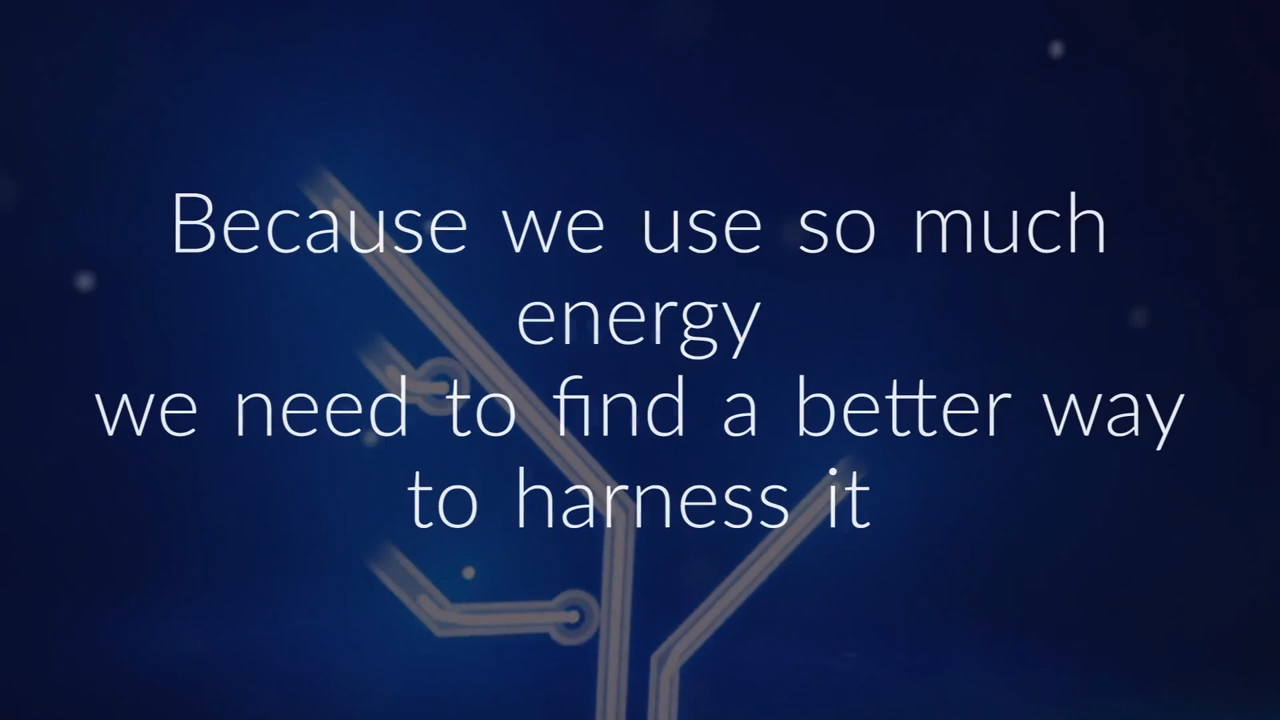 Because we use so much
energy
we need to find a better way
to harness it